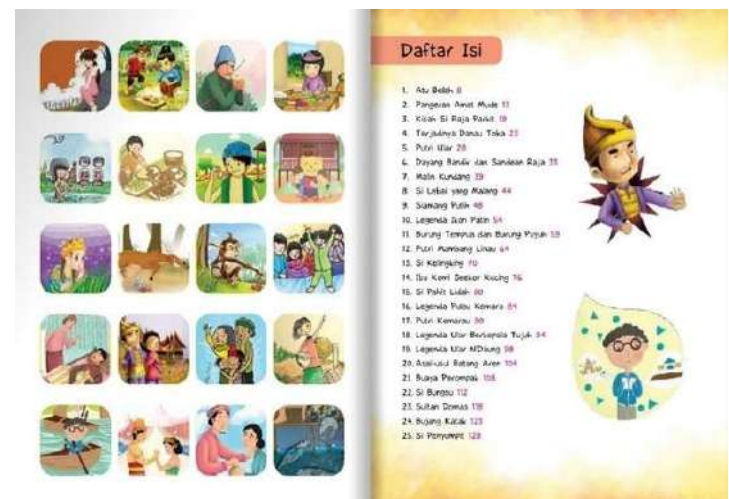 Daftar Isi
1. Atu Belah 8
2. Pangeran Amat Mude 13
3. Kisah Si Raja Parkit 18
4. Terjadinya Danau Toba 23
5. Putri Ular 28
6. Dayang Bandir dan Sandean Raja 33
7. Malin Kundang 39
8. Si Lebai yang Malang 44
9. Siamang Putih 48
10. Legenda Ikan Patin 54
11. Burung Tempua dan Burung Puyuh 59
12. Putri Mambang Linau 64
13. Si Kelingking 70
14. Ibu Kami Seekor Kucing 76
15. Si Pahit Lidah 80
16. Legenda Pulau Kemaro 84
17. Putri Kemarau 90
18. Legenda Ular Berkepala Tujuh 94
19. Legenda Ular N'Daung 98
20. Asal-usul Batang Aren 104
21. Buaya Perompak 108
22. Si Bungsu 112
23. Sultan Domas 118
24. Bujang Katak 123
25. Si Penyumpit 128